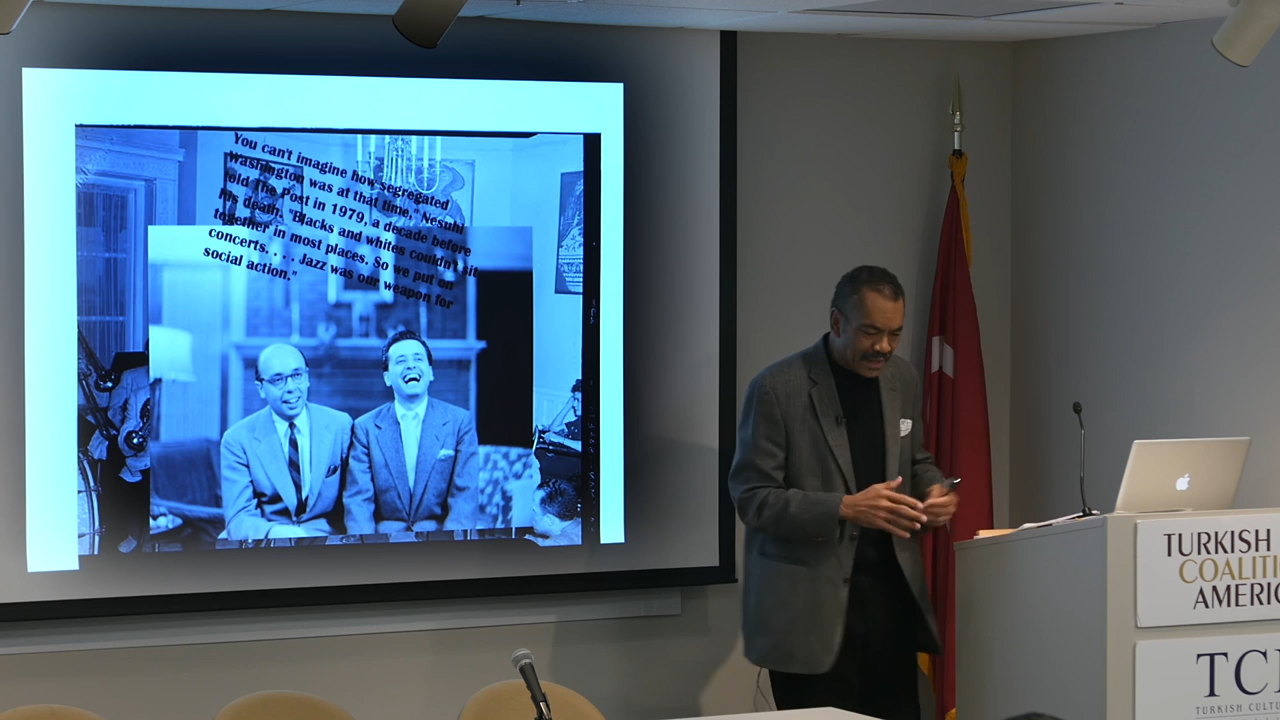 You can't imagine how segregated
Washington was at that time," Nesuhi
told The Post in 1979, a decade before
his death. "Blacks and whites couldn't sit
together in most places. So we put on
concerts. . . . Jazz was our weapon for
social action."
TURKISH
COALITI
AMERIC
TC
TURKISH CULTU